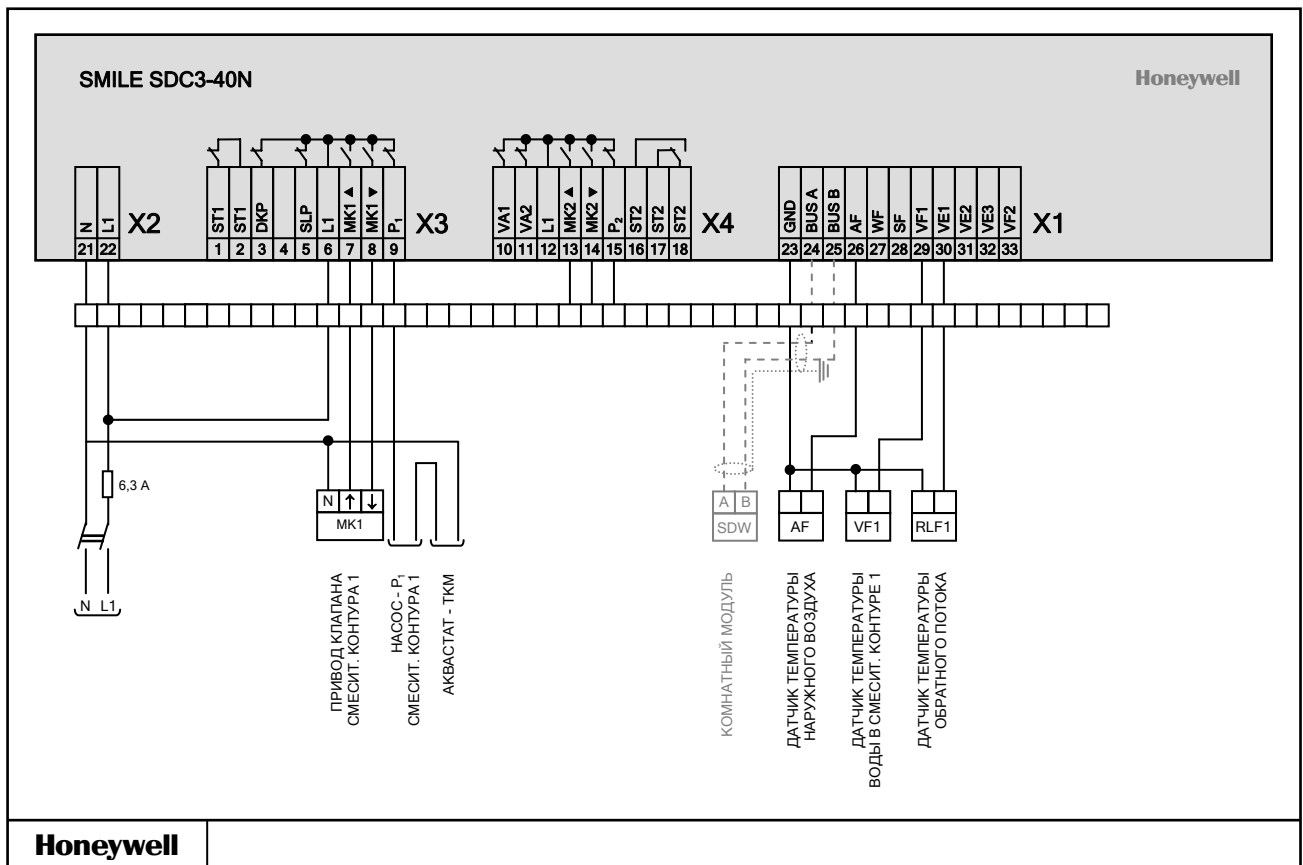 SMILE SDC3-40N
Honeywell
N L1 X2
21 22
ST1 ST1 DKP SLP L1 MK1 ▲ MK1 ▼ P1 X3
1 2 3 4 5 6 7 8 9
VA1 VA2 L1 MK2 ▲ MK2 ▼ P2 ST2 ST2 ST2 X4
10 11 12 13 14 15 16 17 18
GND BUS A BUS B AF WF SF VF1 VE1 VE2 VE3 VF2 X1
23 24 25 26 27 28 29 30 31 32 33
6,3 A
N L1
N ↑ ↓
MK1
A B
SDW
AF
VF1
RLF1
ПРИВОД КЛАПАНА
СМЕСИТ. КОНТУРА 1
НАСОС - P1
СМЕСИТ. КОНТУРА 1
АКВАСТАТ - ТКМ
КОМНАТНЫЙ МОДУЛЬ
ДАТЧИК ТЕМПЕРАТУРЫ
НАРУЖНОГО ВОЗДУХА
ДАТЧИК ТЕМПЕРАТУРЫ
ВОДЫ В СМЕСИТ. КОНТУРЕ 1
ДАТЧИК ТЕМПЕРАТУРЫ
ОБРАТНОГО ПОТОКА
Honeywell